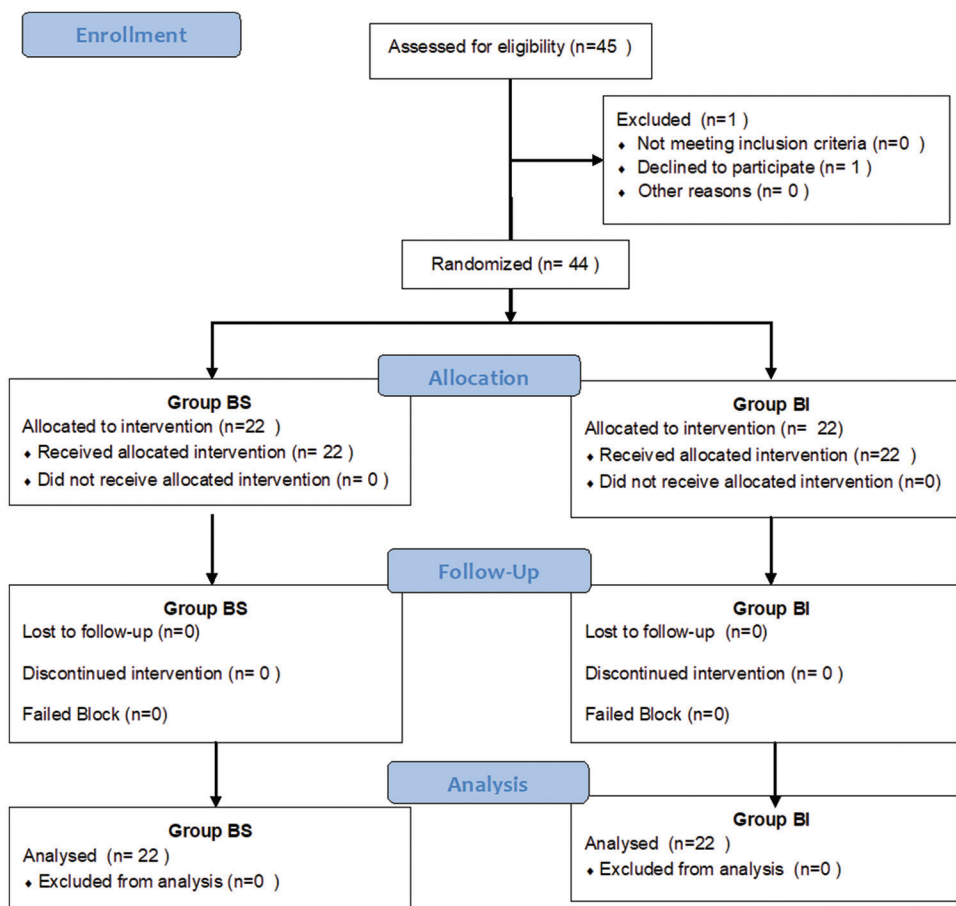 Enrollment
Assessed for eligibility (n=45 )
Excluded (n=1 )
♦ Not meeting inclusion criteria (n=0 )
♦ Declined to participate (n= 1 )
♦ Other reasons (n= 0 )
Randomized (n= 44 )
Allocation
Group BS
Allocated to intervention (n=22 )
♦ Received allocated intervention (n= 22 )
♦ Did not receive allocated intervention (n= 0 )
Group BI
Allocated to intervention (n= 22)
♦ Received allocated intervention (n=22 )
♦ Did not receive allocated intervention (n=0)
Follow-Up
Group BS
Lost to follow-up (n=0)
Discontinued intervention (n= 0 )
Failed Block (n=0)
Group BI
Lost to follow-up (n=0)
Discontinued intervention (n= 0 )
Failed Block (n=0)
Analysis
Group BS
Analysed (n= 22 )
♦ Excluded from analysis (n=0 )
Group BI
Analysed (n=22 )
♦ Excluded from analysis (n=0 )